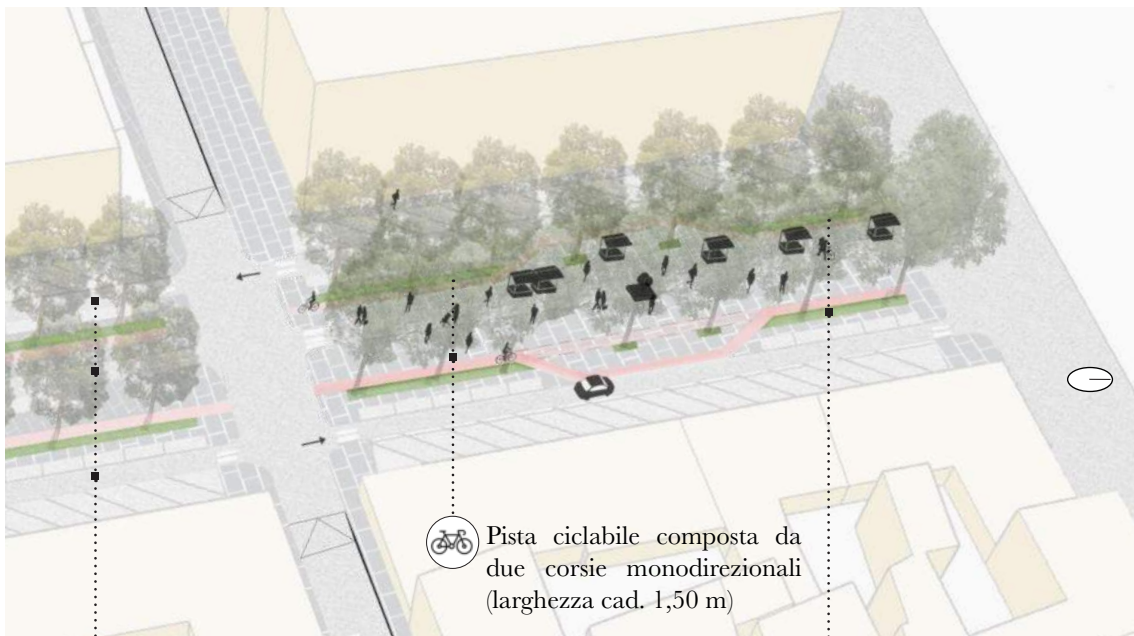 Pista ciclabile composta da
due corsie monodirezionali
(larghezza cad. 1,50 m)